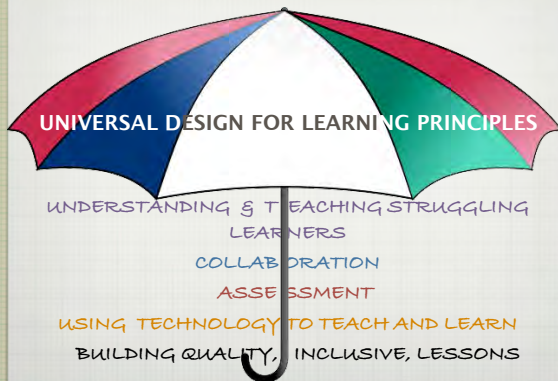 UNIVERSAL DESIGN FOR LEARNING PRINCIPLES
UNDERSTANDING & TEACHING STRUGGLING
LEARNERS
COLLABORATION
ASSESSMENT
USING TECHNOLOGY TO TEACH AND LEARN
BUILDING QUALITY, INCLUSIVE, LESSONS